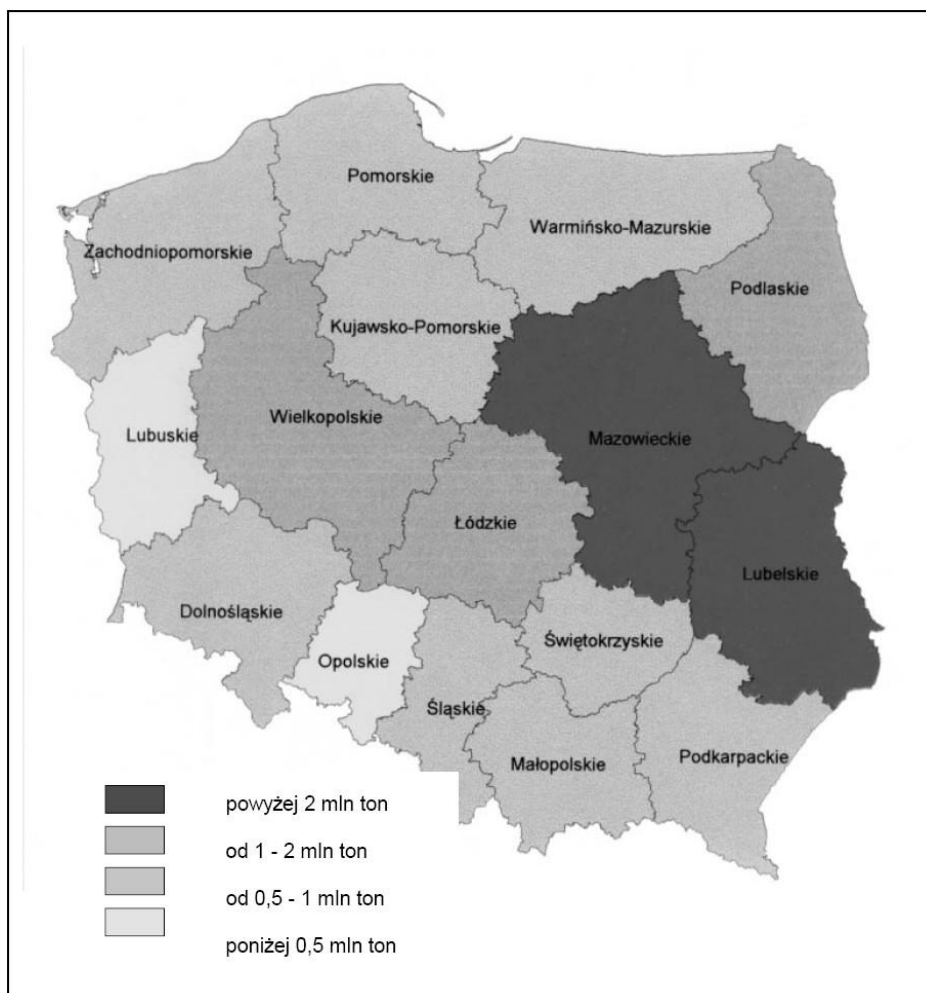 Pomorskie
Warmińsko-Mazurskie
Zachodniopomorskie
Podlaskie
Kujawsko-Pomorskie
Wielkopolskie
Lubuskie
Mazowieckie
Łódzkie
Lubelskie
Dolnośląskie
Świętokrzyskie
Opolskie
Śląskie
Podkarpackie
Małopolskie
powyżej 2 mln ton
od 1 - 2 mln ton
od 0,5 - 1 mln ton
poniżej 0,5 mln ton